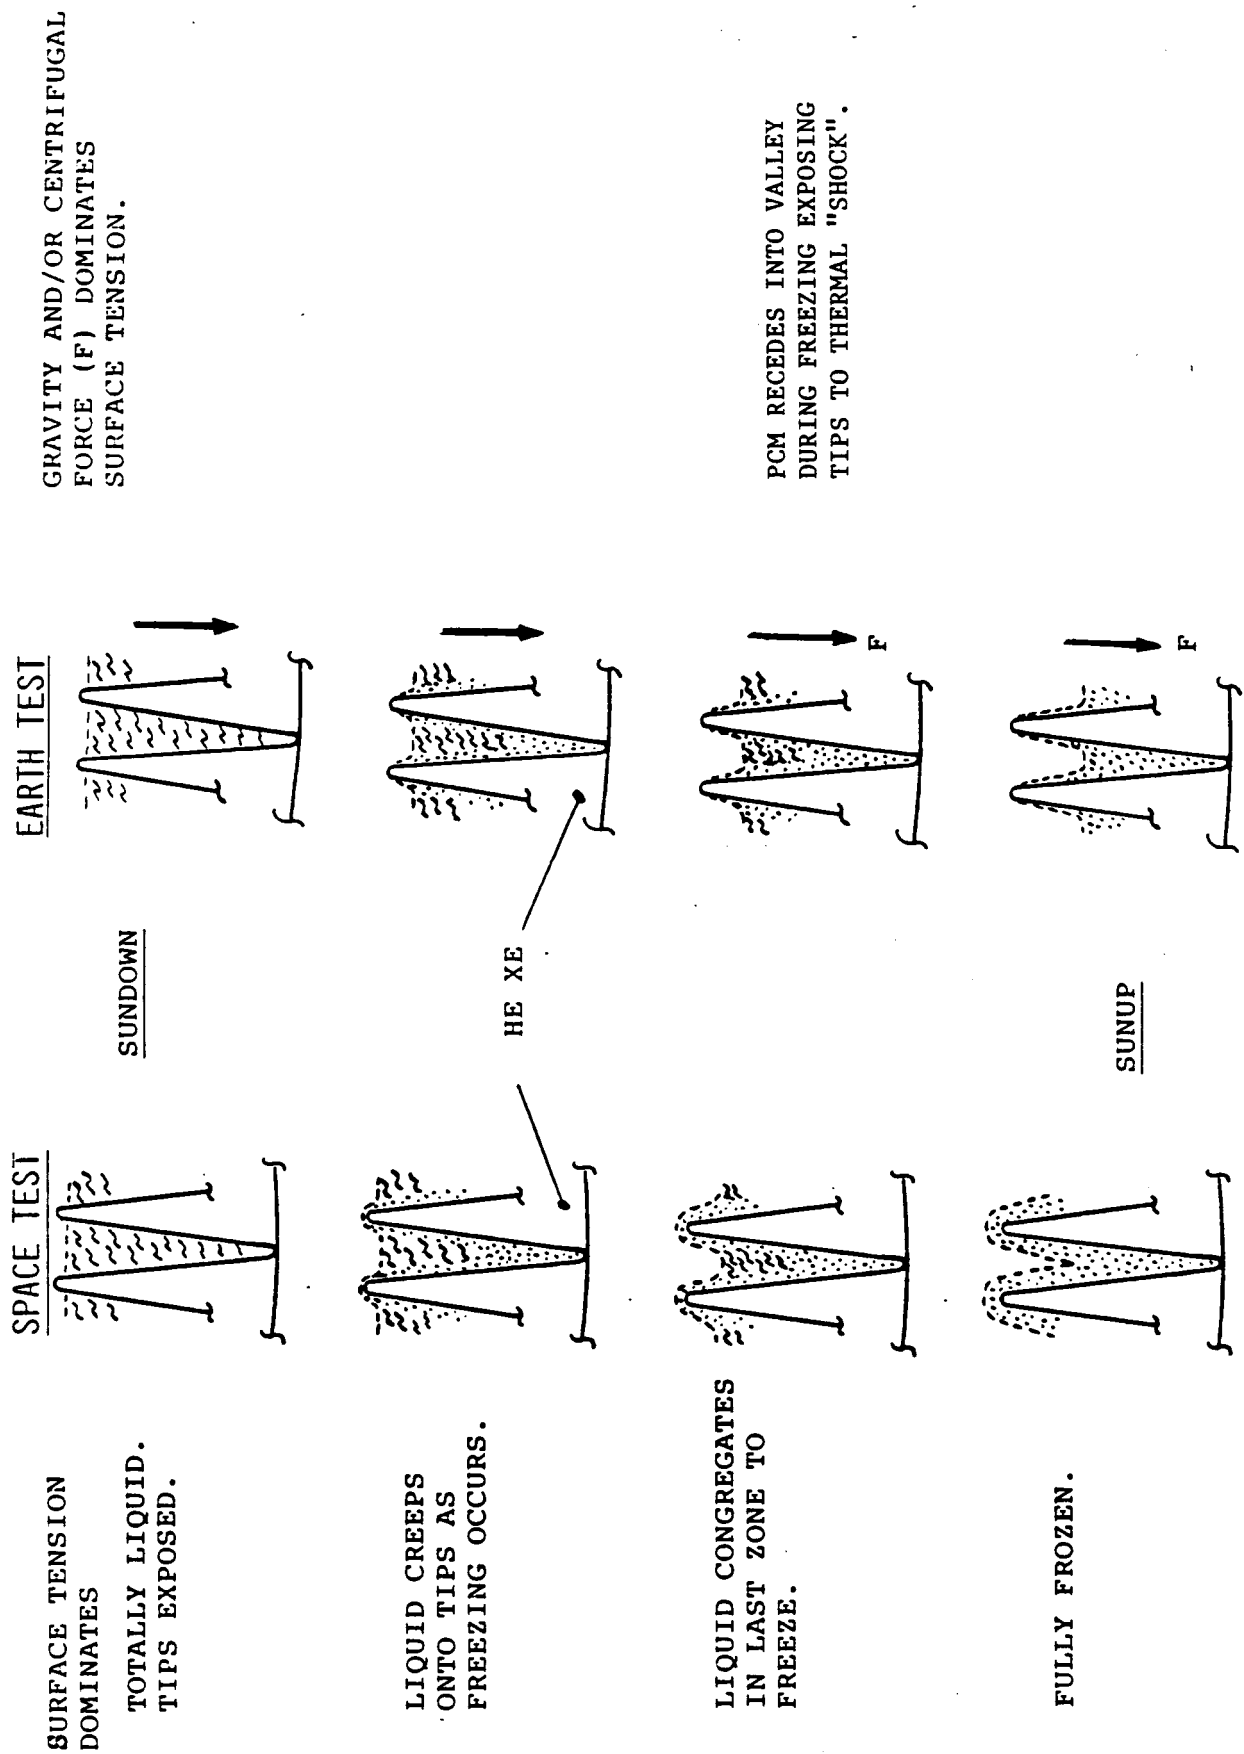 SPACE TEST
EARTH TEST
SURFACE TENSION
DOMINATES
TOTALLY LIQUID.
TIPS EXPOSED.
SUNDOWN
GRAVITY AND/OR CENTRIFUGAL
FORCE (F) DOMINATES
SURFACE TENSION.
LIQUID CREEPS
ONTO TIPS AS
FREEZING OCCURS.
HE XE
LIQUID CONGREGATES
IN LAST ZONE TO
FREEZE.
F
PCM RECEDES INTO VALLEY
DURING FREEZING EXPOSING
TIPS TO THERMAL "SHOCK".
FULLY FROZEN.
SUNUP
F